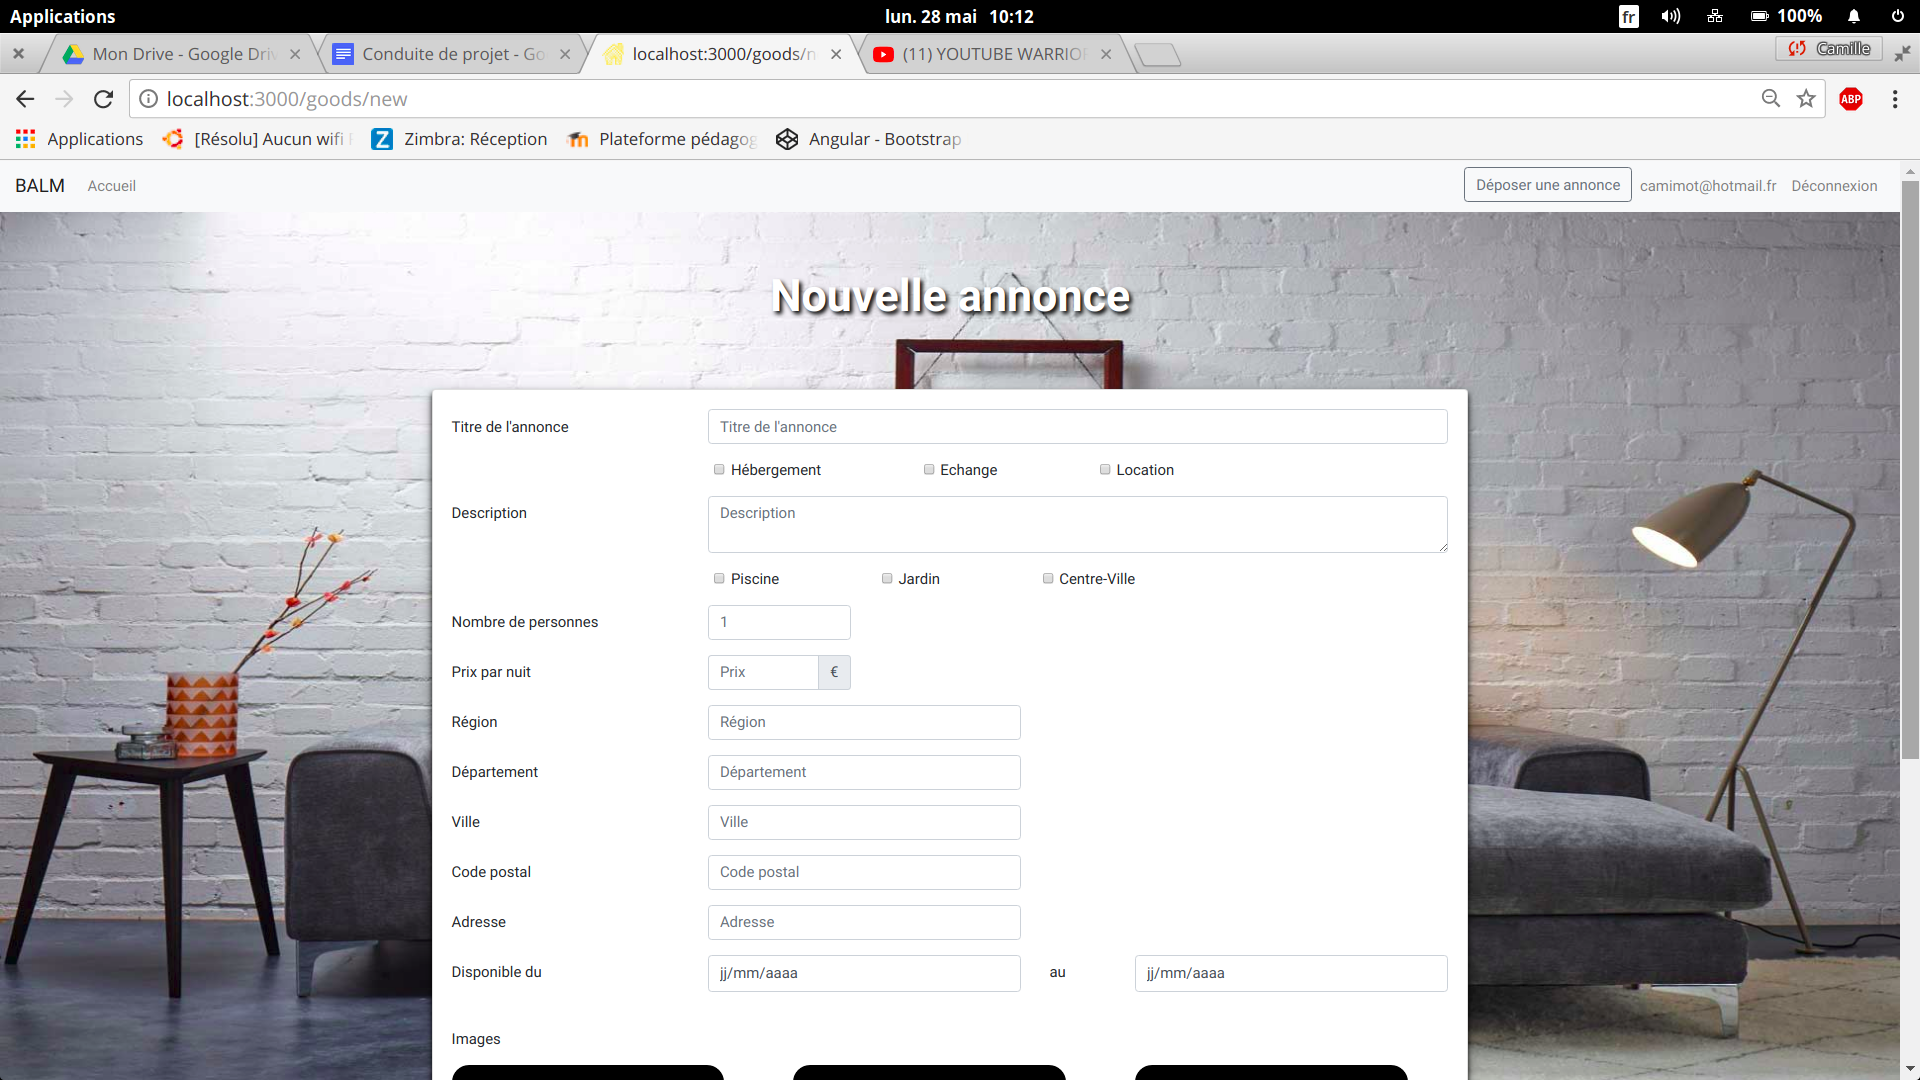 Applications
lun. 28 mai 10:12
fr
100%
Mon Drive - Google Driv
Conduite de projet - Go
localhost:3000/goods/n
(11) YOUTUBE WARRIOR
Camille
localhost:3000/goods/new
ABP
Applications
[Résolu] Aucun wifi
Zimbra: Réception
Plateforme pédagog
Angular - Bootstrap
BALM
Accueil
Déposer une annonce
camimot@hotmail.fr
Déconnexion
Nouvelle annonce
Titre de l'annonce
Titre de l'annonce
Hébergement
Echange
Location
Description
Description
Piscine
Jardin
Centre-Ville
Nombre de personnes
1
Prix par nuit
Prix
€
Région
Région
Département
Département
Ville
Ville
Code postal
Code postal
Adresse
Adresse
Disponible du
jj/mm/aaaa
au
jj/mm/aaaa
Images